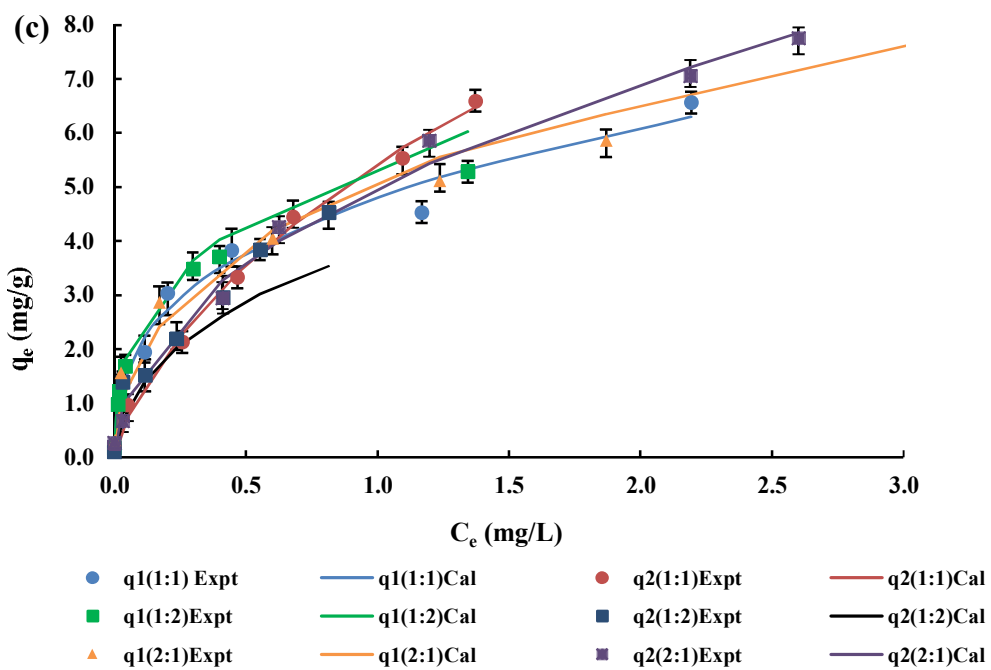 (c)
8.0
7.0
6.0
5.0
4.0
3.0
2.0
1.0
0.0
qe (mg/g)
0.0 0.5 1.0 1.5 2.0 2.5 3.0
Ce (mg/L)
q1(1:1) Expt q1(1:1)Cal q2(1:1)Expt q2(1:1)Cal
q1(1:2)Expt q1(1:2)Cal q2(1:2)Expt q2(1:2)Cal
q1(2:1)Expt q1(2:1)Cal q2(2:1)Expt q2(2:1)Cal